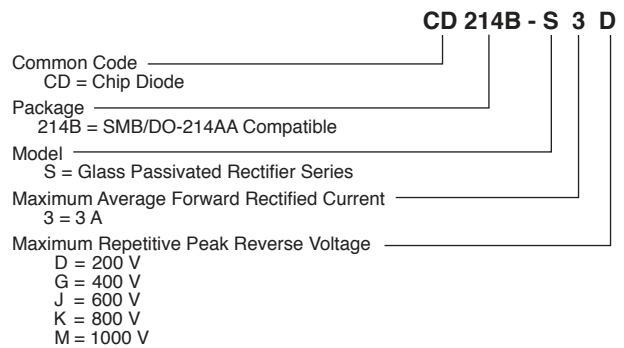 CD 214B - S 3 D
Common Code
CD = Chip Diode
Package
214B = SMB/DO-214AA Compatible
Model
S = Glass Passivated Rectifier Series
Maximum Average Forward Rectified Current
3 = 3 A
Maximum Repetitive Peak Reverse Voltage
D = 200 V
G = 400 V
J = 600 V
K = 800 V
M = 1000 V